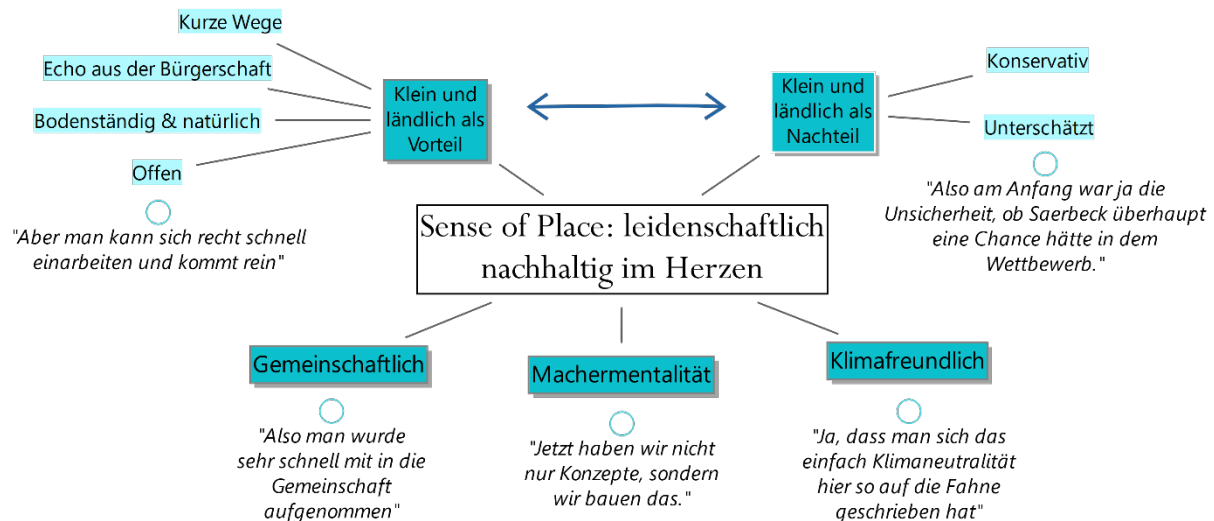 Kurze Wege
Echo aus der Bürgerschaft
Bodenständig & natürlich
Offen
"Aber man kann sich recht schnell
einarbeiten und kommt rein"
Klein und
ländlich als
Vorteil
Klein und
ländlich als
Nachteil
Konservativ
Unterschätzt
"Also am Anfang war ja die
Unsicherheit, ob Saerbeck überhaupt
eine Chance hätte in dem
Wettbewerb."
Sense of Place: leidenschaftlich
nachhaltig im Herzen
Gemeinschaftlich
"Also man wurde
sehr schnell mit in die
Gemeinschaft
aufgenommen"
Machermentalität
"Jetzt haben wir nicht
nur Konzepte, sondern
wir bauen das."
Klimafreundlich
"Ja, dass man sich das
einfach Klimaneutralität
hier so auf die Fahne
geschrieben hat"